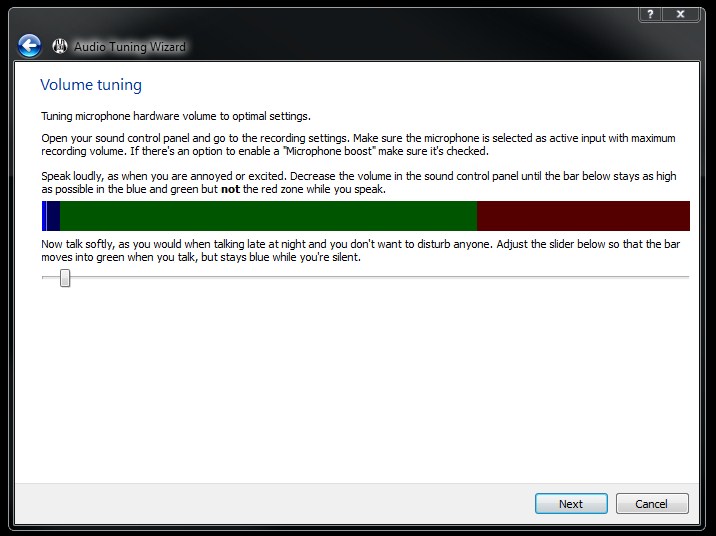 ?
x
Audio Tuning Wizard
Volume tuning
Tuning microphone hardware volume to optimal settings.
Open your sound control panel and go to the recording settings. Make sure the microphone is selected as active input with maximum
recording volume. If there's an option to enable a "Microphone boost" make sure it's checked.
Speak loudly, as when you are annoyed or excited. Decrease the volume in the sound control panel until the bar below stays as high
as possible in the blue and green but not the red zone while you speak.
Now talk softly, as you would when talking late at night and you don't want to disturb anyone. Adjust the slider below so that the bar
moves into green when you talk, but stays blue while you're silent.
Next
Cancel